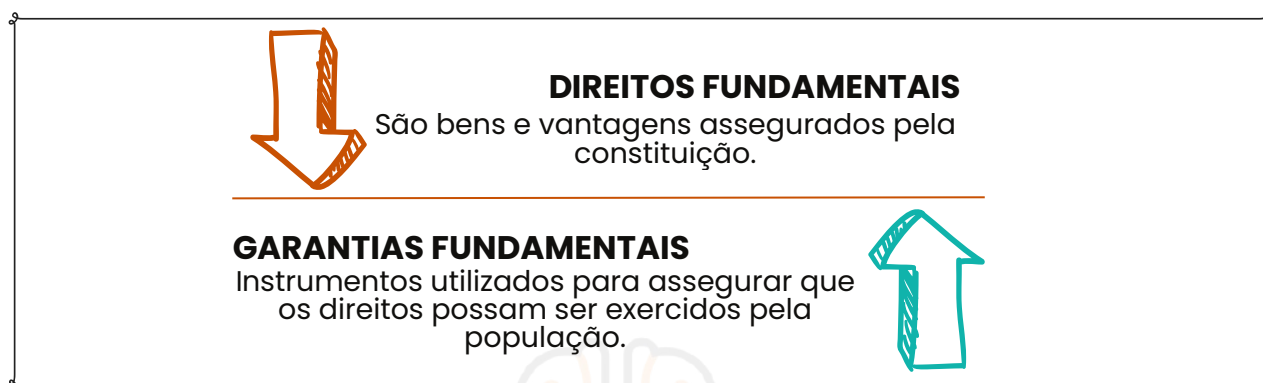 DIREITOS FUNDAMENTAIS
São bens e vantagens assegurados pela
constituição.
GARANTIAS FUNDAMENTAIS
Instrumentos utilizados para assegurar que
os direitos possam ser exercidos pela
população.